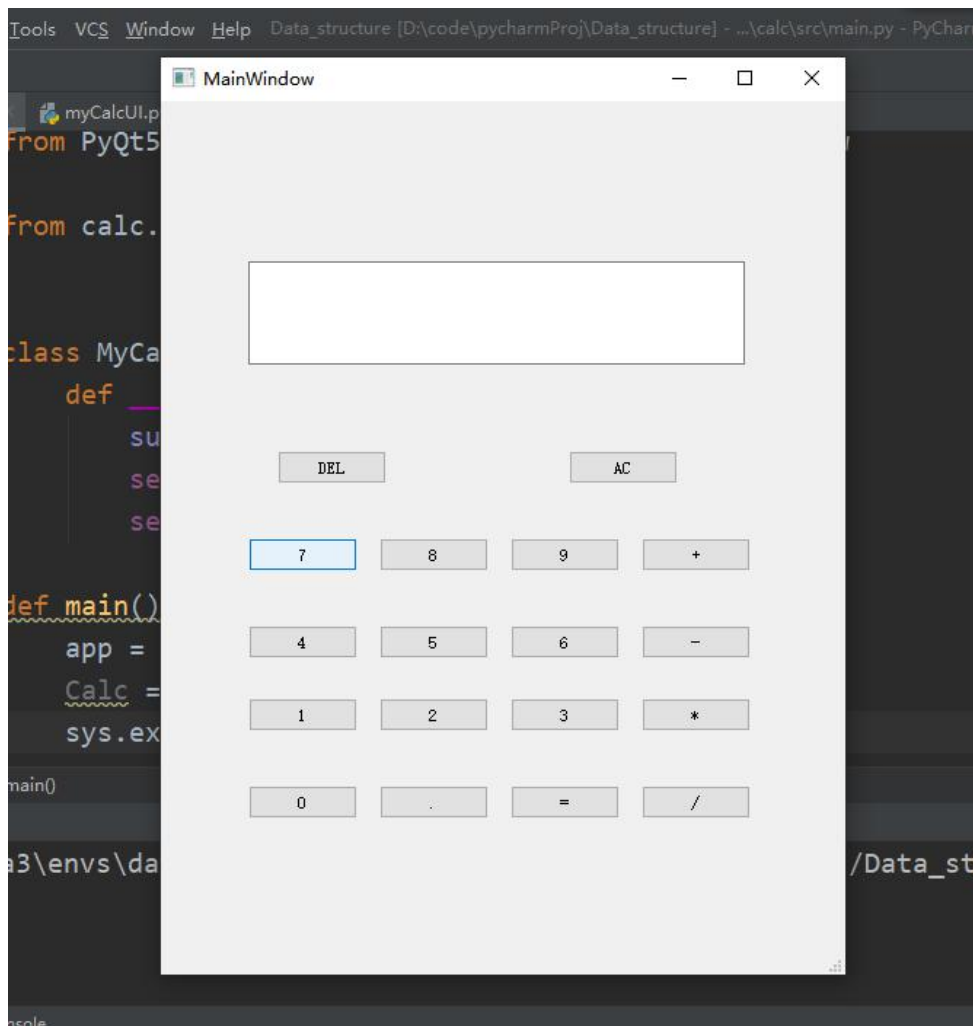 Tools VCS Window Help Data_structure [D:\code\pycharmProj\Data_structure] - ...\calc\src\main.py - PyChar
MainWindow
myCalcUI.p
from PyQt5
from calc.
class MyCa
def __
su
se
se
def main()
app =
Calc =
sys.ex
DEL AC
7 8 9 +
4 5 6 -
1 2 3 *
0 . = /
main()
a3\envs\da /Data_st
nsole